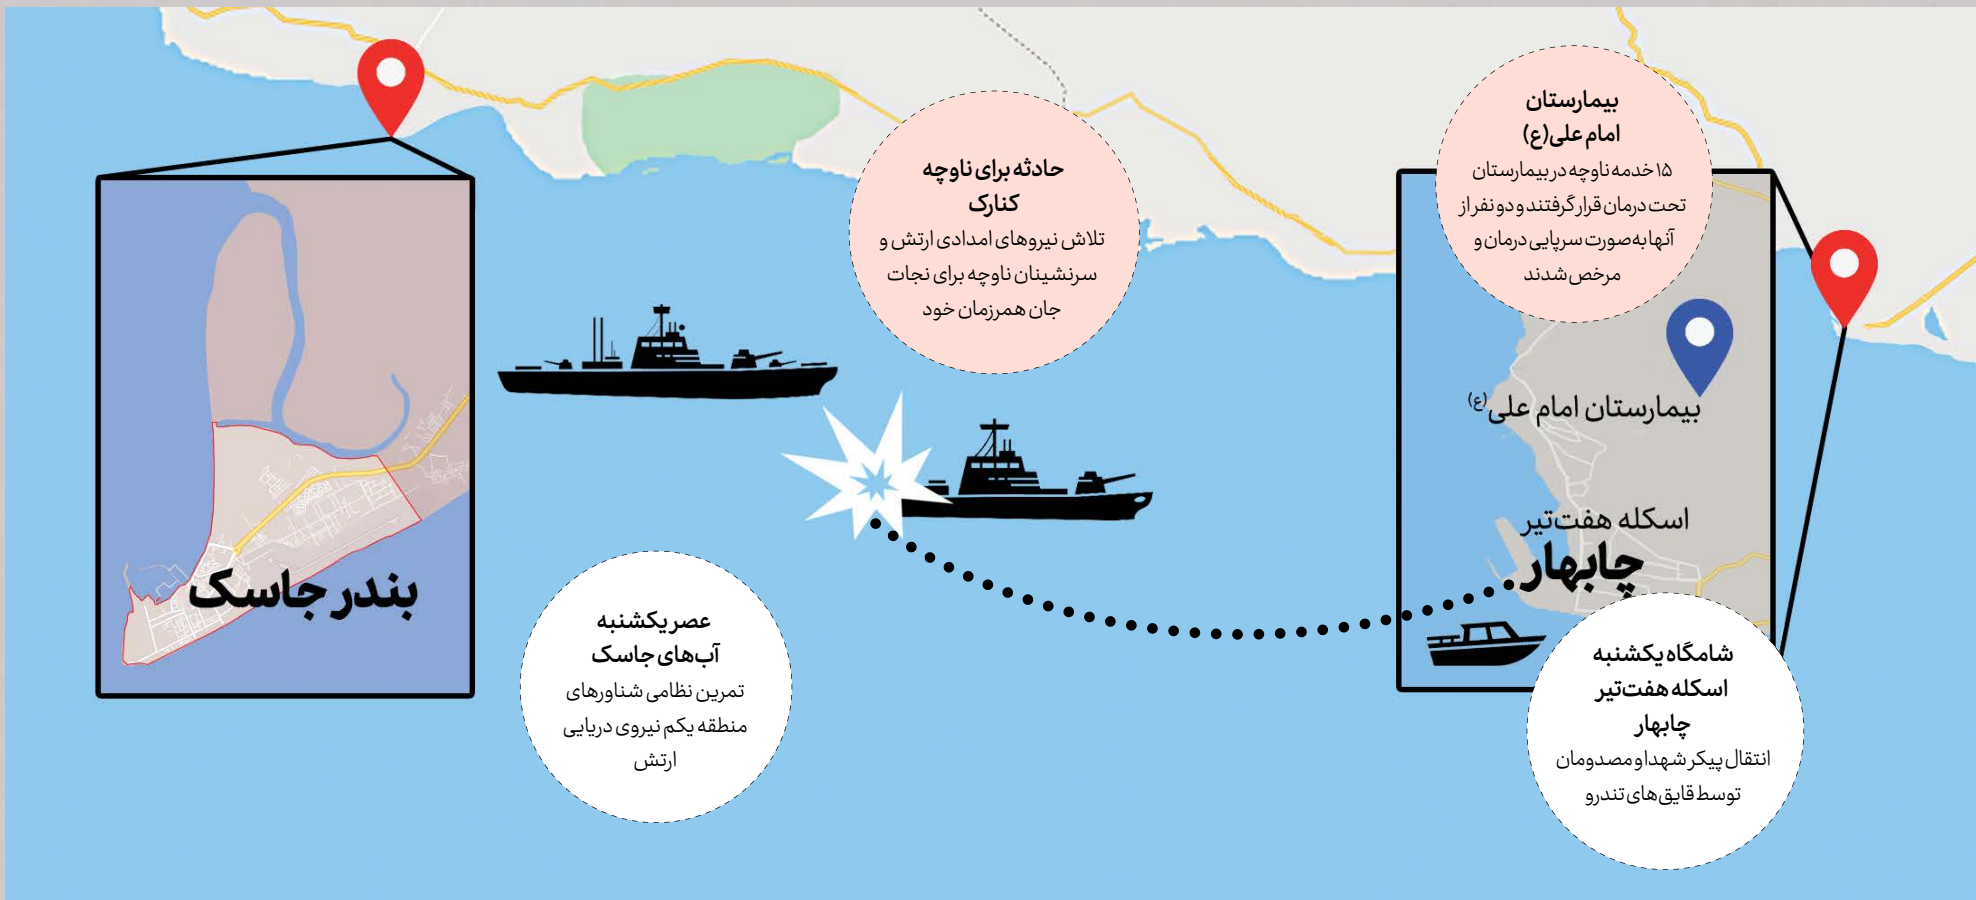 بیمارستان
امام علی(ع)
۱۵ خدمه ناوچه در بیمارستان
تحت درمان قرار گرفتند و دو نفر از
آنها به‌صورت سرپایی درمان و
مرخص شدند
حادثه برای ناوچه
کنارک
تلاش نیروهای امدادی ارتش و
سرنشینان ناوچه برای نجات
جان همرزمان خود
بیمارستان امام علی(ع)
اسکله هفت‌تیر
چابهار
بندر جاسک
عصر یکشنبه
آب‌های جاسک
تمرین نظامی شناورهای
منطقه یکم نیروی دریایی
ارتش
شامگاه یکشنبه
اسکله هفت‌تیر
چابهار
انتقال پیکر شهدا و مصدومان
توسط قایق‌های تندرو